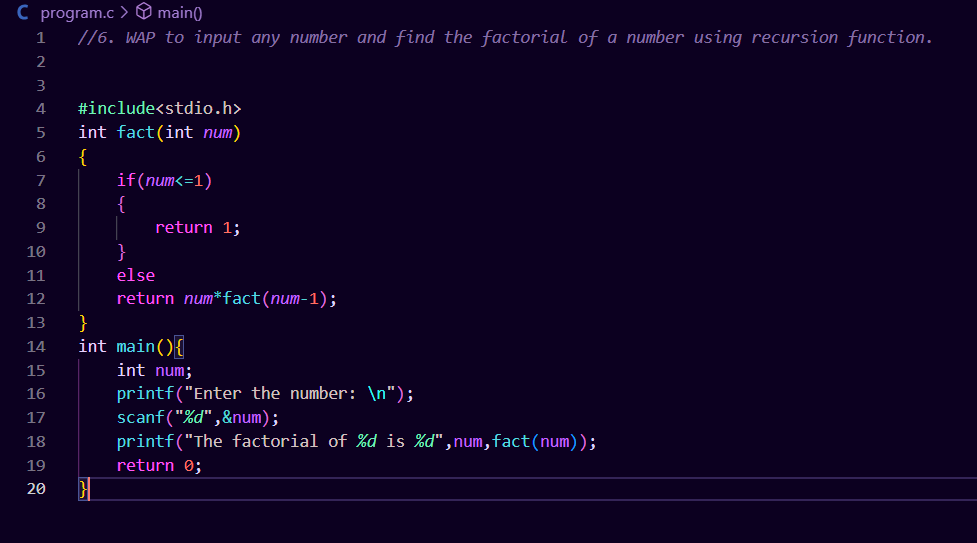 program.c > main()
1 //6. WAP to input any number and find the factorial of a number using recursion function.
2
3
4 #include<stdio.h>
5 int fact(int num)
6 {
7     if(num<=1)
8     {
9         return 1;
10     }
11     else
12     return num*fact(num-1);
13 }
14 int main(){
15     int num;
16     printf("Enter the number: \n");
17     scanf("%d",&num);
18     printf("The factorial of %d is %d",num,fact(num));
19     return 0;
20 }